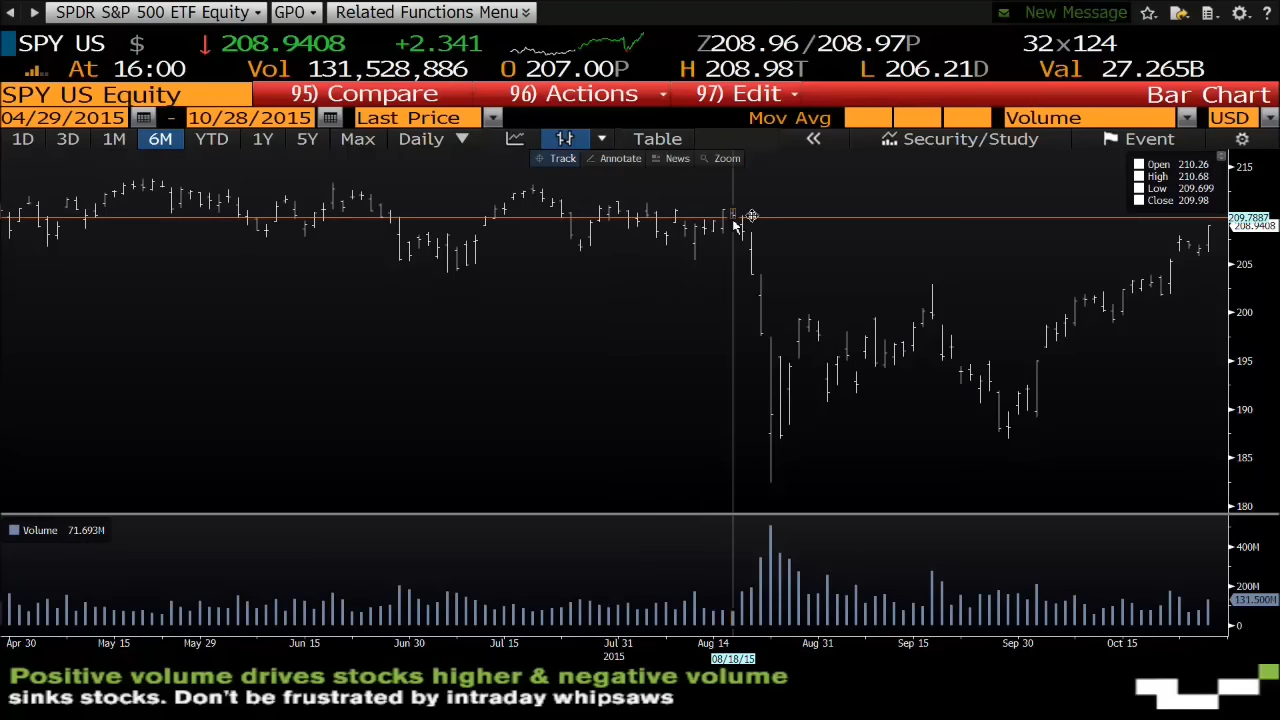 SPDR S&P 500 ETF Equity GPO Related Functions Menu New Message ?
SPY US $ 208.9408 +2.341 Z208.96/208.97P 32x124
At 16:00 Vol 131,528,886 O 207.00P H 208.98T L 206.21D Val 27.265B
SPY US Equity 95) Compare 96) Actions 97) Edit Bar Chart
04/29/2015 - 10/28/2015 Last Price Mov Avg Volume USD
1D 3D 1M 6M YTD 1Y 5Y Max Daily Table Security/Study Event
Track Annotate News Zoom
Open 210.26
High 210.68
Low 209.699
Close 209.98
215
209.7887
208.9408
205
200
195
190
185
180
Volume 71.693M
400M
200M
131.500M
0
Apr 30 May 15 May 29 Jun 15 Jun 30 Jul 15 Jul 31 Aug 14 Aug 31 Sep 15 Sep 30 Oct 15
2015
08/18/15
Positive volume drives stocks higher & negative volume
sinks stocks. Don't be frustrated by intraday whipsaws